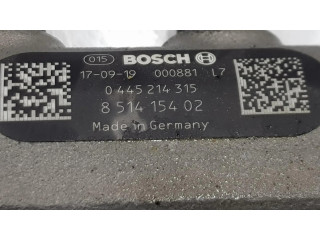 015 BOSCH
17-09-19 000881 L7
0 445 214 315
8 514 154 02
Made in Germany